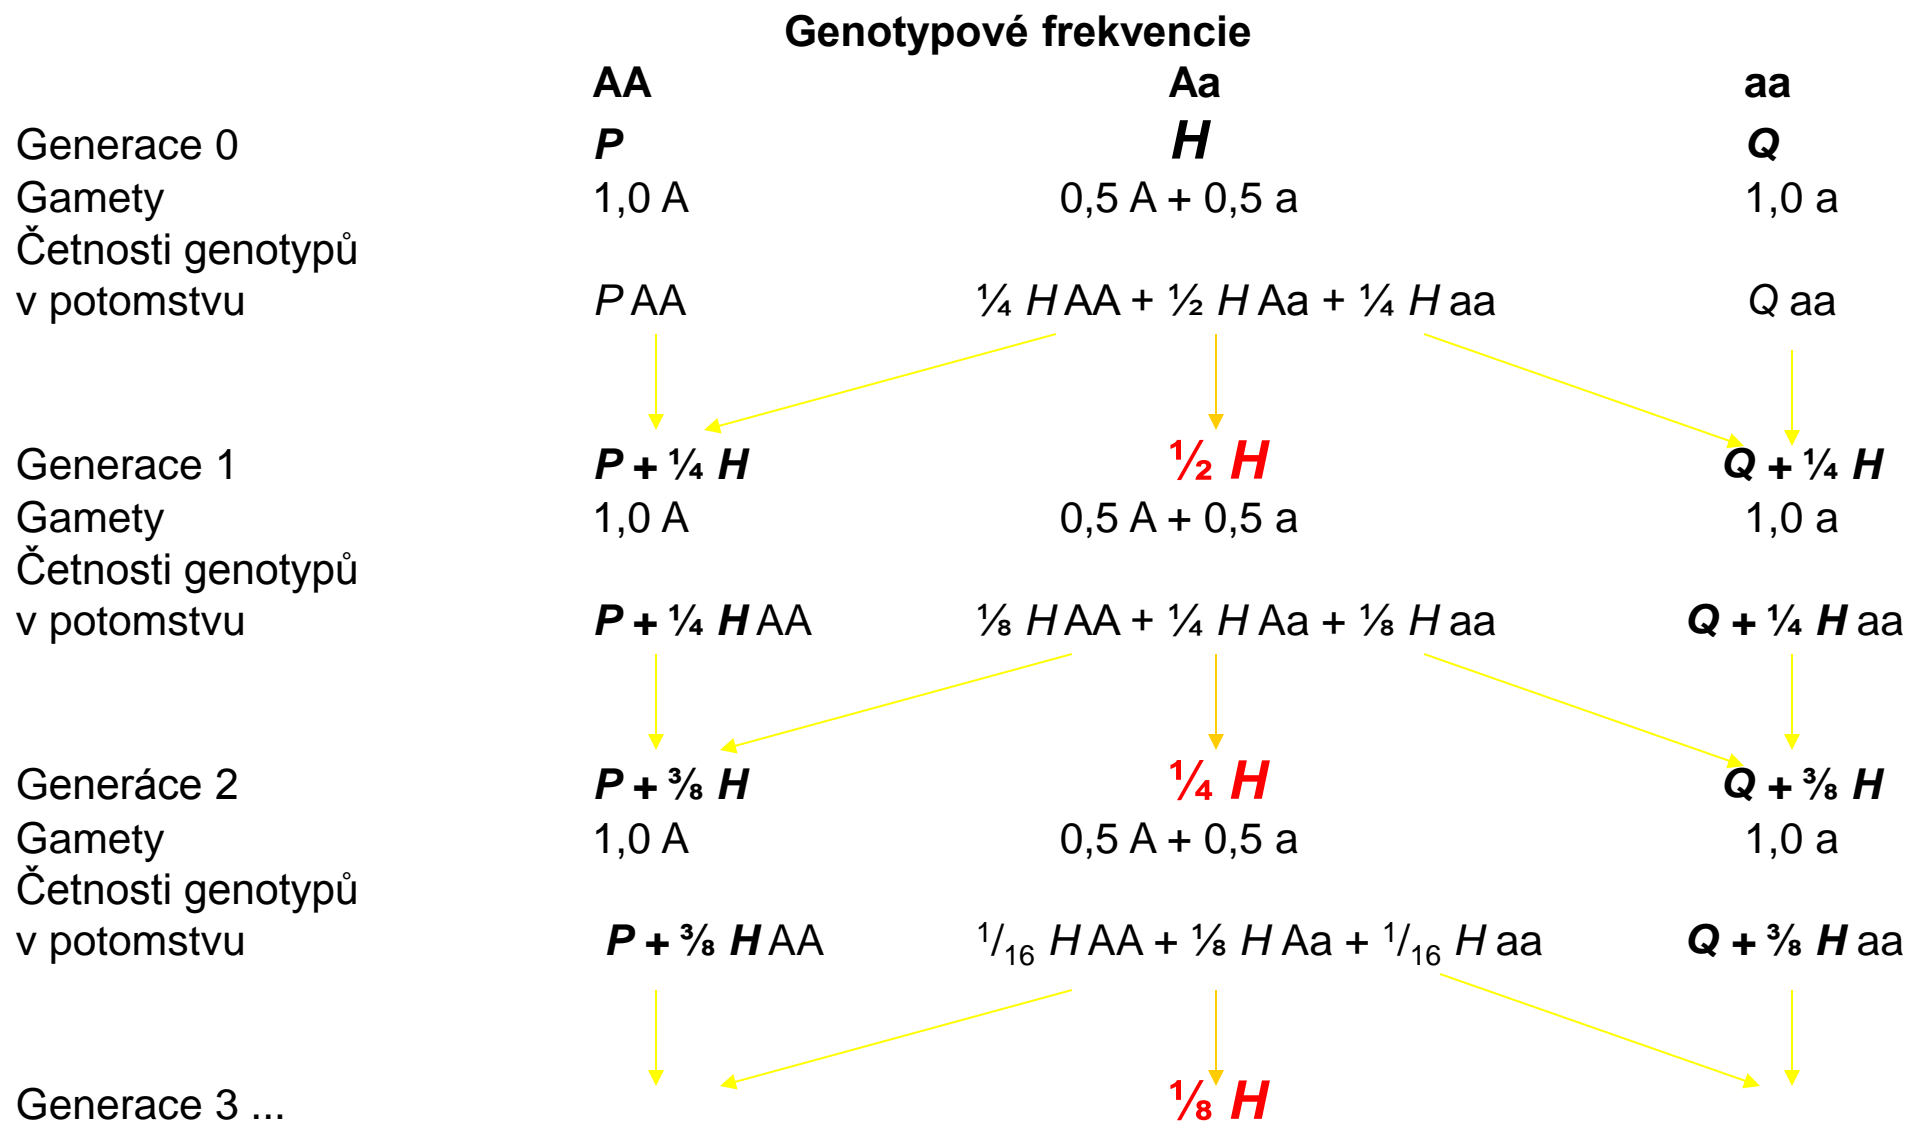 Genotypové frekvencie
AA Aa aa
Generace 0 P H Q
Gamety 1,0 A 0,5 A + 0,5 a 1,0 a
Četnosti genotypů
v potomstvu P AA ¼ H AA + ½ H Aa + ¼ H aa Q aa
Generace 1 P + ¼ H ½ H Q + ¼ H
Gamety 1,0 A 0,5 A + 0,5 a 1,0 a
Četnosti genotypů
v potomstvu P + ¼ H AA ⅛ H AA + ¼ H Aa + ⅛ H aa Q + ¼ H aa
Generáce 2 P + ⅜ H ¼ H Q + ⅜ H
Gamety 1,0 A 0,5 A + 0,5 a 1,0 a
Četnosti genotypů
v potomstvu P + ⅜ H AA 1/16 H AA + ⅛ H Aa + 1/16 H aa Q + ⅜ H aa
Generace 3 ... ⅛ H